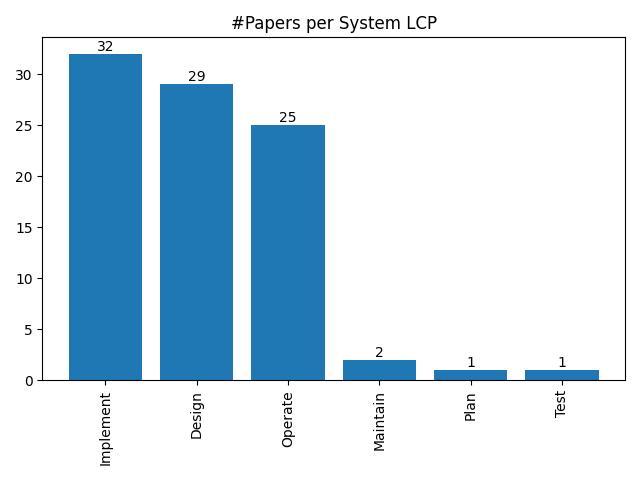 #Papers per System LCP
32
29
25
2
1
1
30
25
20
15
10
5
0
Implement
Design
Operate
Maintain
Plan
Test